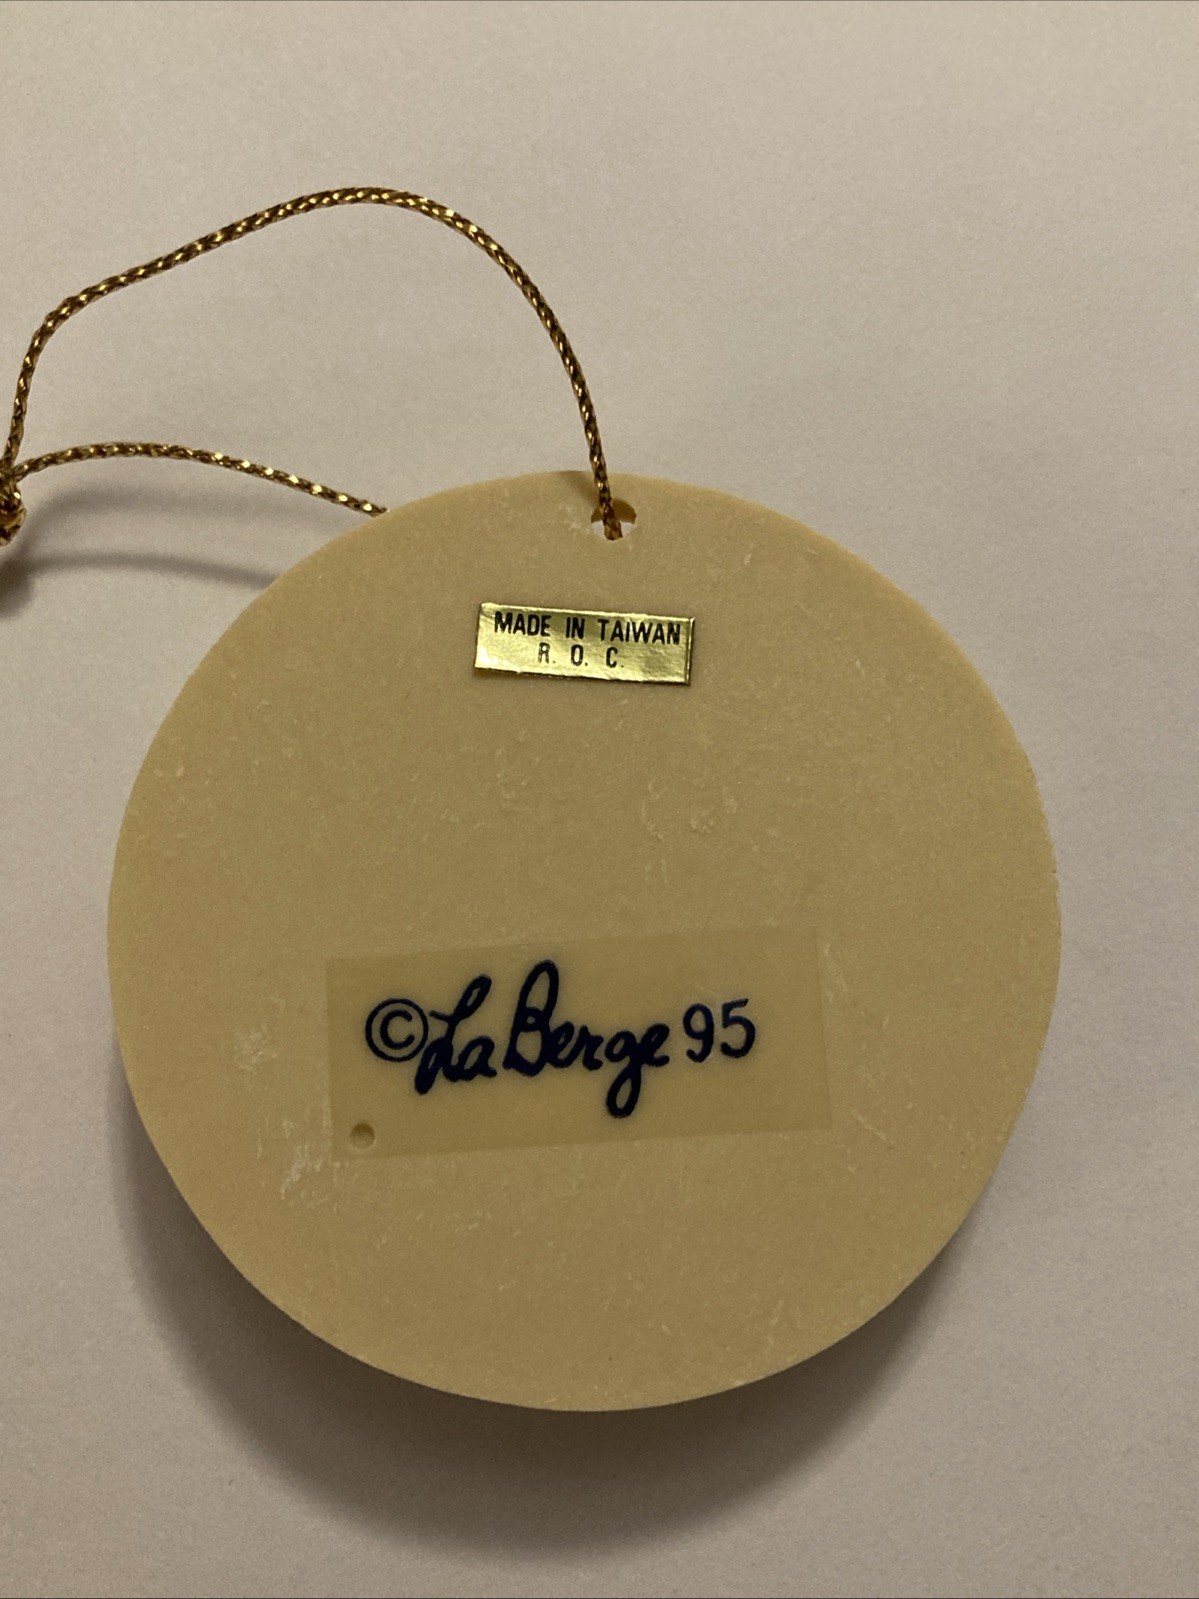 MADE IN TAIWAN
R. O. C.
© LaBerge 95